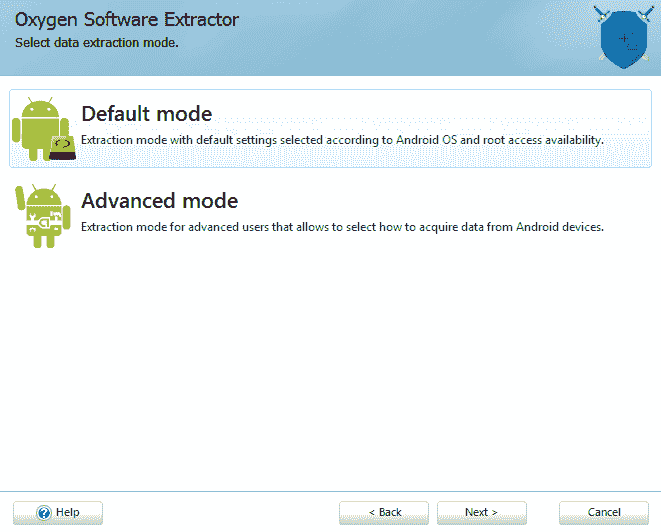 Oxygen Software Extractor
Select data extraction mode.
Default mode
Extraction mode with default settings selected according to Android OS and root access availability.
Advanced mode
Extraction mode for advanced users that allows to select how to acquire data from Android devices.
Help
< Back
Next >
Cancel